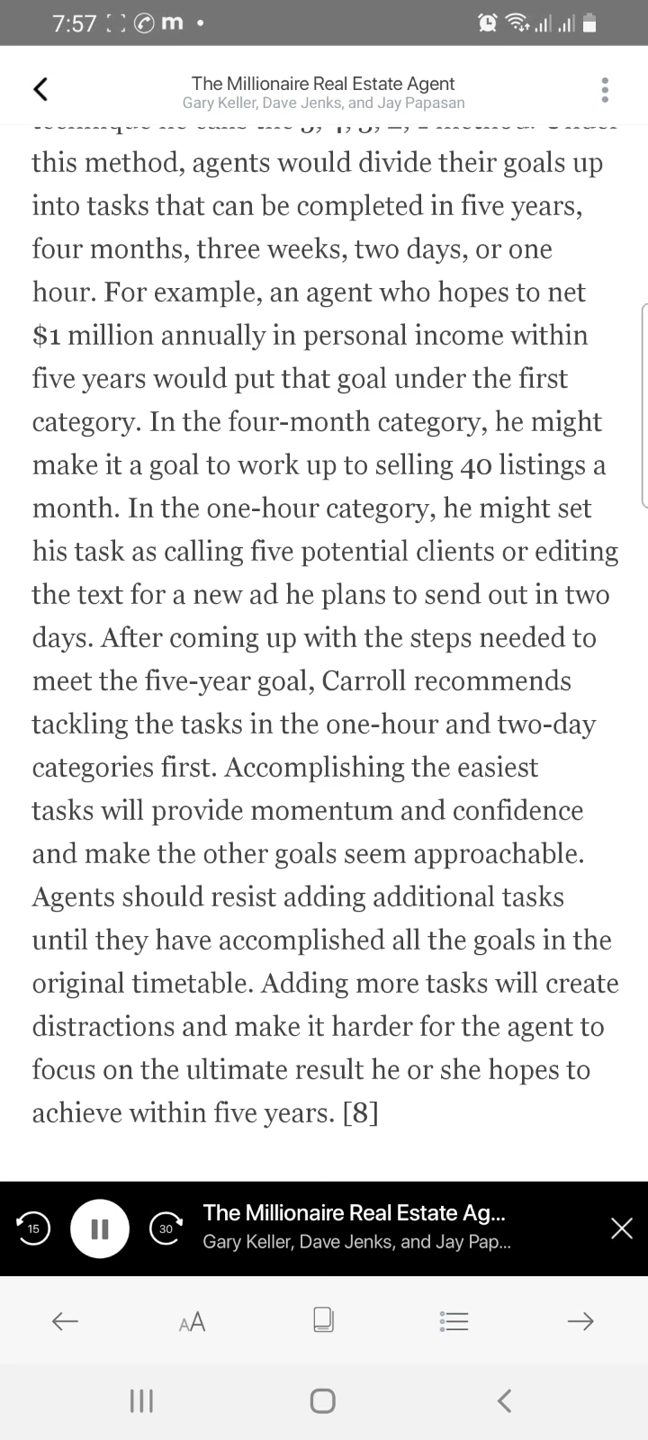 7:57 m •
The Millionaire Real Estate Agent
Gary Keller, Dave Jenks, and Jay Papasan
this method, agents would divide their goals up
into tasks that can be completed in five years,
four months, three weeks, two days, or one
hour. For example, an agent who hopes to net
$1 million annually in personal income within
five years would put that goal under the first
category. In the four-month category, he might
make it a goal to work up to selling 40 listings a
month. In the one-hour category, he might set
his task as calling five potential clients or editing
the text for a new ad he plans to send out in two
days. After coming up with the steps needed to
meet the five-year goal, Carroll recommends
tackling the tasks in the one-hour and two-day
categories first. Accomplishing the easiest
tasks will provide momentum and confidence
and make the other goals seem approachable.
Agents should resist adding additional tasks
until they have accomplished all the goals in the
original timetable. Adding more tasks will create
distractions and make it harder for the agent to
focus on the ultimate result he or she hopes to
achieve within five years. [8]
15 30 The Millionaire Real Estate Ag...
Gary Keller, Dave Jenks, and Jay Pap...
AA